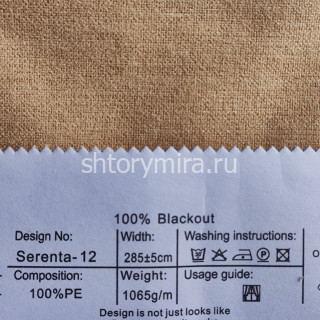 shtorymira.ru
100% Blackout
Design No: Width: Washing instructions:
Serenta-12 285±5cm
Composition: Weight: Usage guide:
100%PE 1065g/m
Design is not just looks like